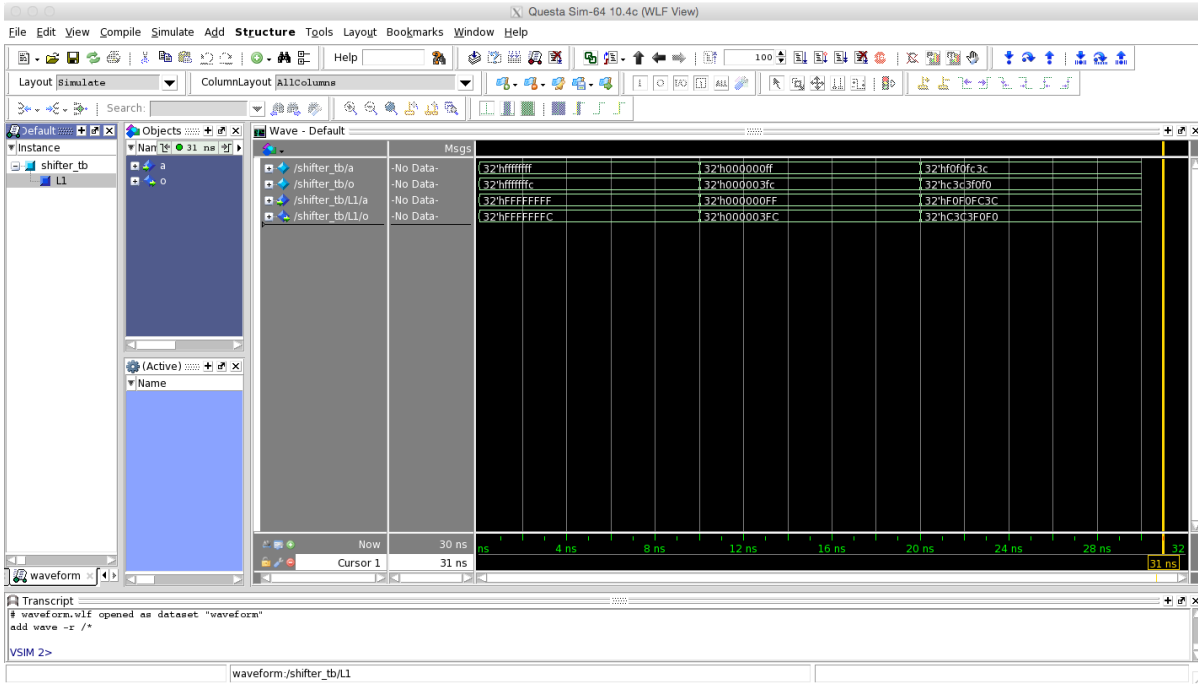 Questa Sim-64 10.4c (WLF View)
File Edit View Compile Simulate Add Structure Tools Layout Bookmarks Window Help
Help 100
Layout Simulate ColumnLayout AllColumns
Search:
Default Objects Wave - Default
Instance Nan 31 ns Msgs
shifter_tb a /shifter_tb/a -No Data- 32'hffffffff 32'h000000ff 32'hf0f0fc3c
L1 o /shifter_tb/o -No Data- 32'hfffffffc 32'h000003fc 32'hc3c3f0f0
/shifter_tb/L1/a -No Data- 32'hFFFFFFFF 32'h000000FF 32'hF0F0FC3C
/shifter_tb/L1/o -No Data- 32'hFFFFFFFC 32'h000003FC 32'hC3C3F0F0
(Active)
Name
Now 30 ns ns 4 ns 8 ns 12 ns 16 ns 20 ns 24 ns 28 ns 32
Cursor 1 31 ns 31 ns
waveform
Transcript
# waveform.wlf opened as dataset "waveform"
add wave -r /*
VSIM 2>
waveform:/shifter_tb/L1